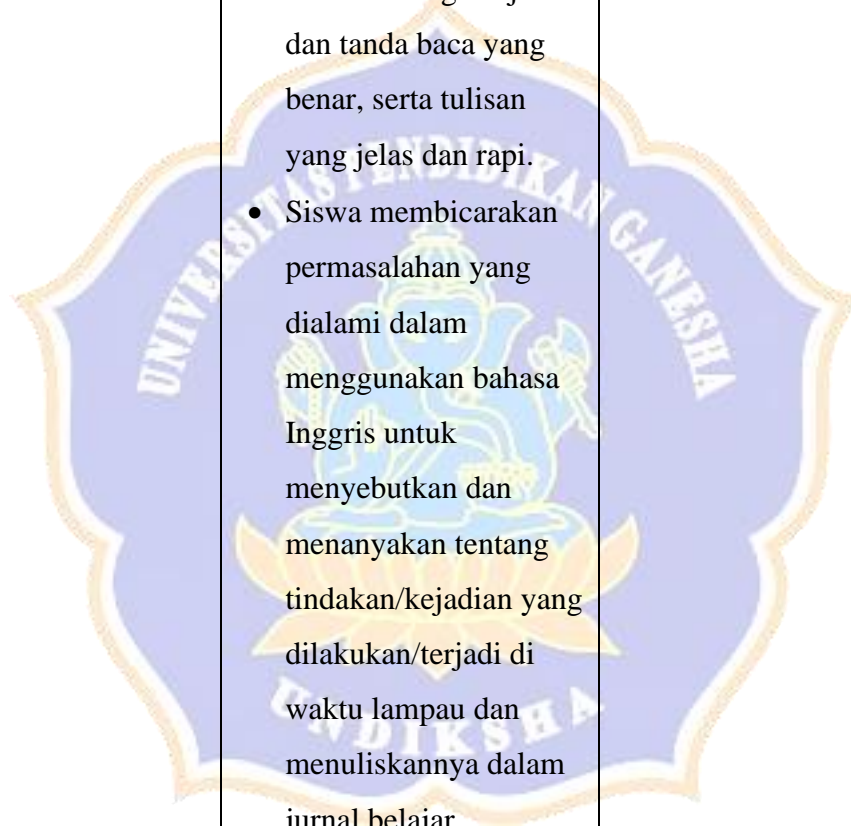 dan tanda baca yang
benar, serta tulisan
yang jelas dan rapi.
• Siswa membicarakan
permasalahan yang
dialami dalam
menggunakan bahasa
Inggris untuk
menyebutkan dan
menanyakan tentang
tindakan/kejadian yang
dilakukan/terjadi di
waktu lampau dan
menuliskannya dalam
jurnal belajar
UNIVERSITAS PENDIDIKAN GANESHA
UNDIKSHA